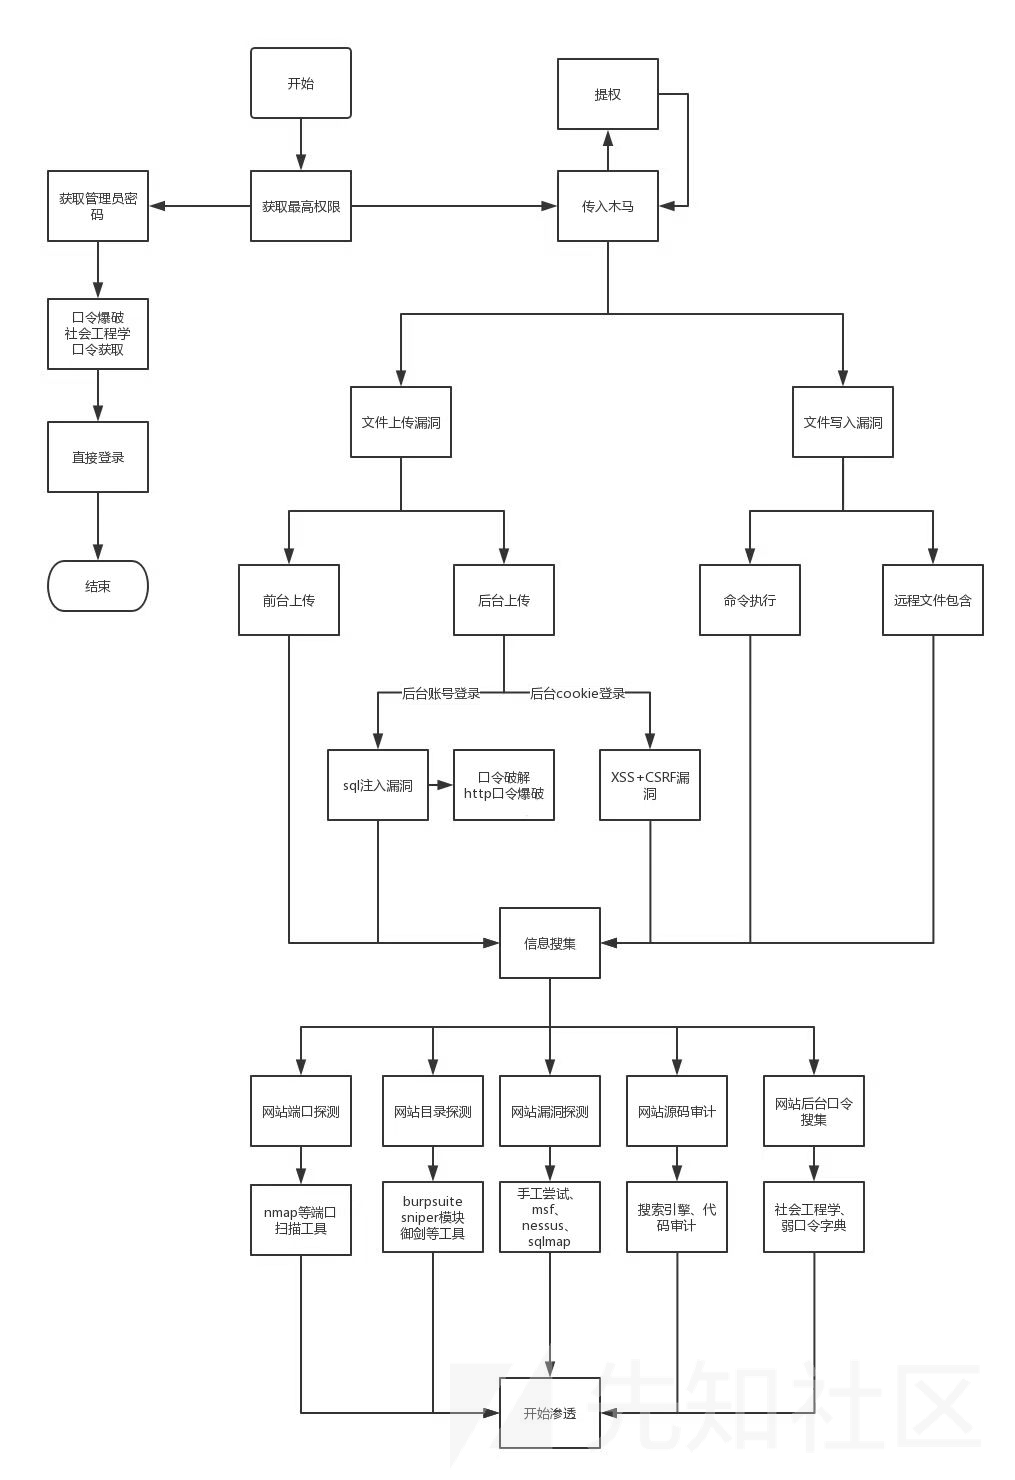 开始
提权
获取管理员密
码
获取最高权限
传入木马
口令爆破
社会工程学
口令获取
文件上传漏洞
文件写入漏洞
直接登录
结束
前台上传
后台上传
命令执行
远程文件包含
后台账号登录
后台cookie登录
sql注入漏洞
口令破解
http口令爆破
XSS+CSRF漏
洞
信息搜集
网站端口探测
网站目录探测
网站漏洞探测
网站源码审计
网站后台口令
搜集
nmap等端口
扫描工具
burpsuite
sniper模块
御剑等工具
手工尝试、
msf、
nessus、
sqlmap
搜索引擎、代
码审计
社会工程学、
弱口令字典
开始渗透
先知社区